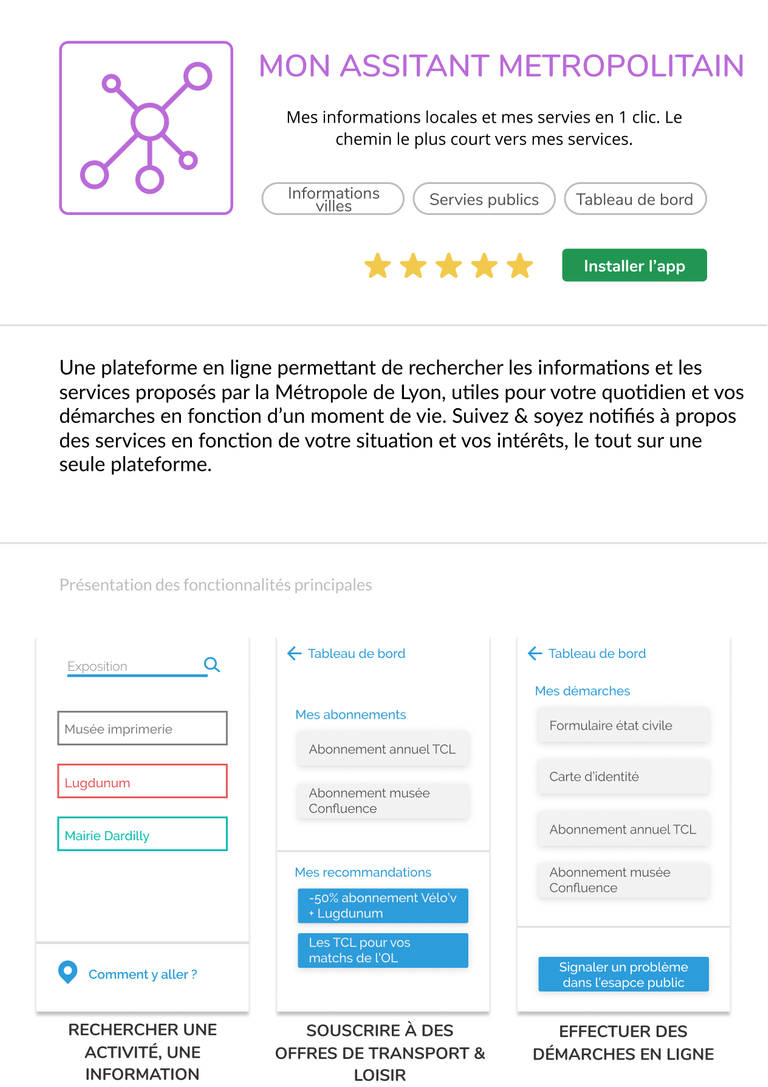 MON ASSITANT METROPOLITAIN
Mes informations locales et mes servies en 1 clic. Le
chemin le plus court vers mes services.
Informations
villes
Servies publics
Tableau de bord
Installer l'app
Une plateforme en ligne permettant de rechercher les informations et les
services proposés par la Métropole de Lyon, utiles pour votre quotidien et vos
démarches en fonction d'un moment de vie. Suivez & soyez notifiés à propos
des services en fonction de votre situation et vos intérêts, le tout sur une
seule plateforme.
Présentation des fonctionnalités principales
Exposition
Musée imprimerie
Lugdunum
Mairie Dardilly
Comment y aller ?
RECHERCHER UNE
ACTIVITÉ, UNE
INFORMATION
Tableau de bord
Mes abonnements
Abonnement annuel TCL
Abonnement musée
Confluence
Mes recommandations
-50% abonnement Vélo'v
+ Lugdunum
Les TCL pour vos
matchs de l'OL
SOUSCRIRE À DES
OFFRES DE TRANSPORT &
LOISIR
Tableau de bord
Mes démarches
Formulaire état civile
Carte d'identité
Abonnement annuel TCL
Abonnement musée
Confluence
Signaler un problème
dans l'esapce public
EFFECTUER DES
DÉMARCHES EN LIGNE